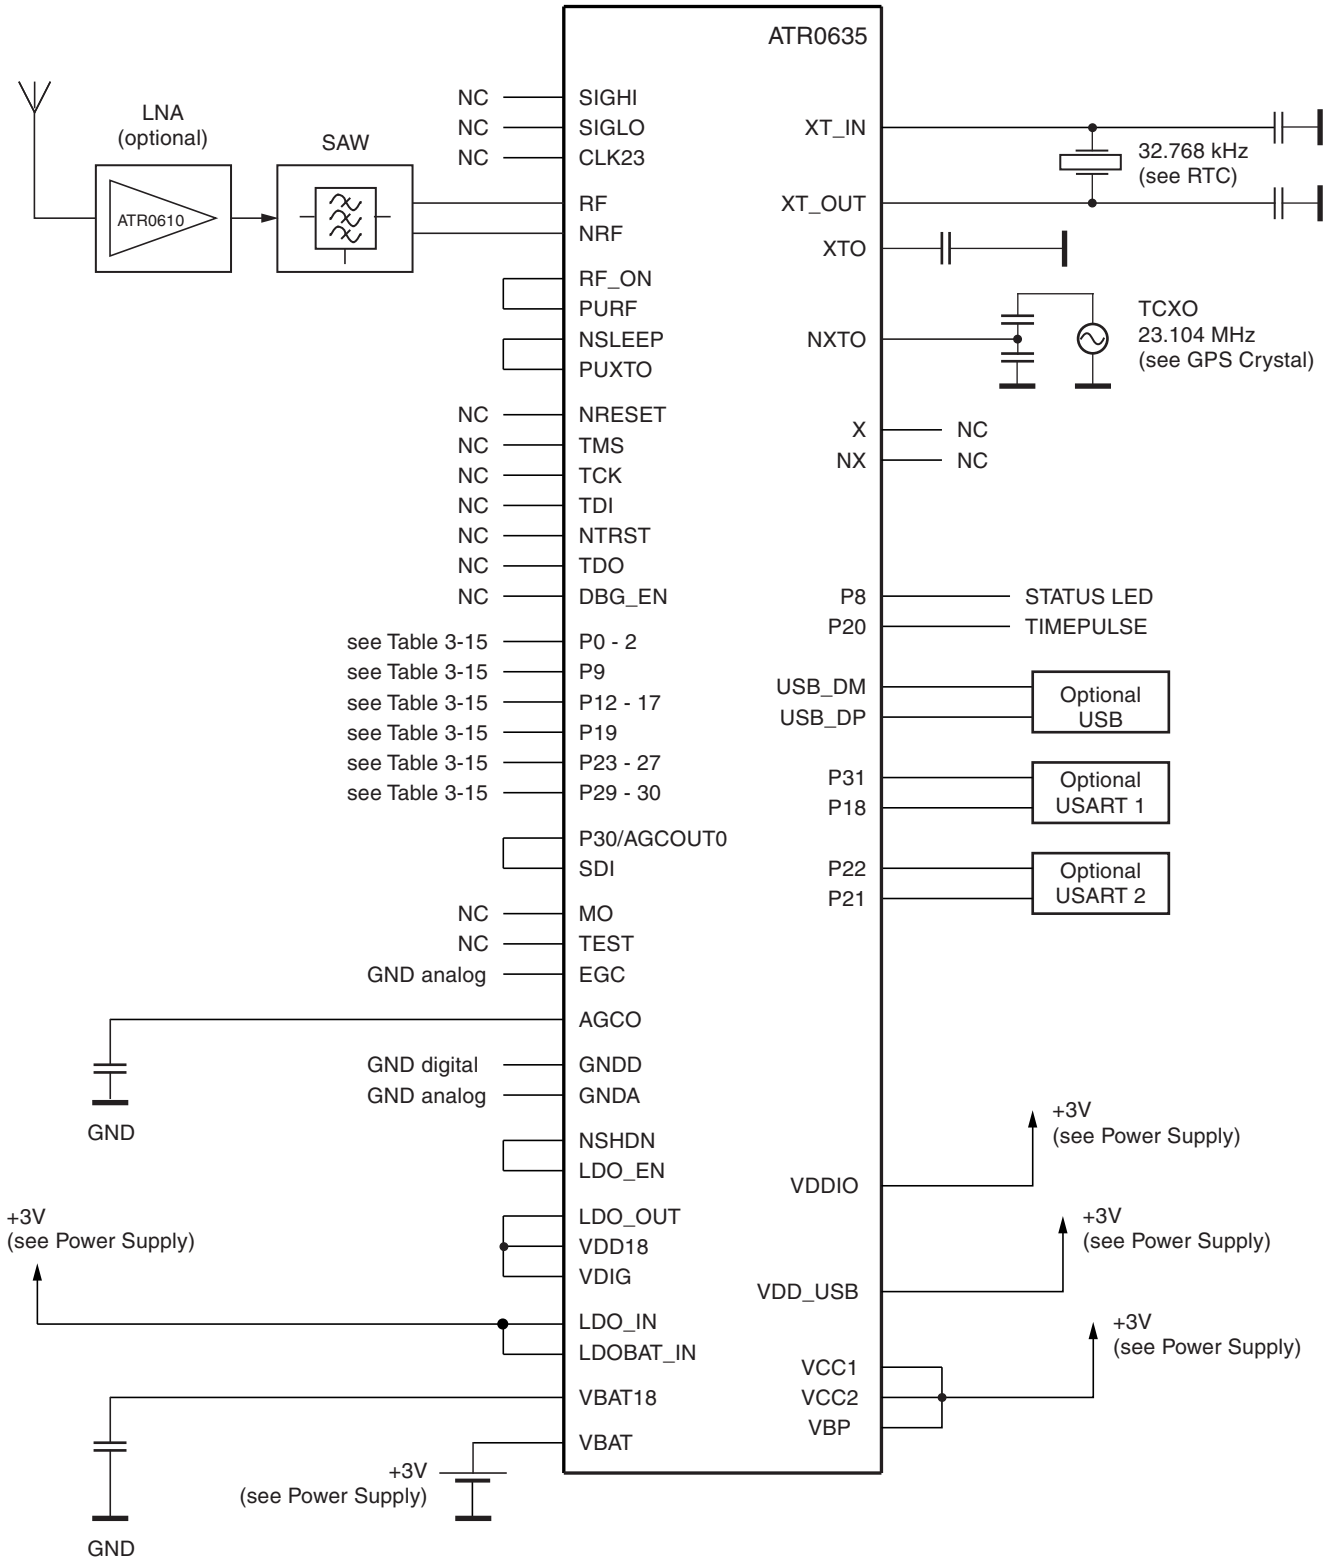 ATR0635
LNA
(optional)
ATR0610
SAW
NC SIGHI
NC SIGLO
NC CLK23
RF
NRF
RF_ON
PURF
NSLEEP
PUXTO
NC NRESET
NC TMS
NC TCK
NC TDI
NC NTRST
NC TDO
NC DBG_EN
see Table 3-15 P0 - 2
see Table 3-15 P9
see Table 3-15 P12 - 17
see Table 3-15 P19
see Table 3-15 P23 - 27
see Table 3-15 P29 - 30
P30/AGCOUT0
SDI
NC MO
NC TEST
GND analog EGC
AGCO
GND
GND digital GNDD
GND analog GNDA
NSHDN
LDO_EN
LDO_OUT
VDD18
VDIG
+3V
(see Power Supply)
LDO_IN
LDOBAT_IN
VBAT18
GND
VBAT
+3V
(see Power Supply)
XT_IN
XT_OUT
32.768 kHz
(see RTC)
XTO
NXTO
TCXO
23.104 MHz
(see GPS Crystal)
X NC
NX NC
P8 STATUS LED
P20 TIMEPULSE
USB_DM
USB_DP
Optional
USB
P31
P18
Optional
USART 1
P22
P21
Optional
USART 2
VDDIO
+3V
(see Power Supply)
VDD_USB
+3V
(see Power Supply)
VCC1
VCC2
VBP
+3V
(see Power Supply)